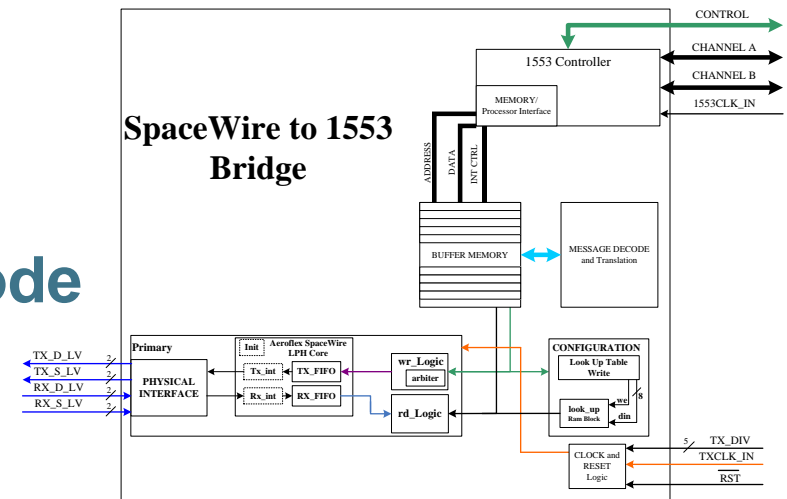 CONTROL
CHANNEL A
CHANNEL B
1553CLK_IN
1553 Controller
MEMORY/
Processor Interface
SpaceWire to 1553
Bridge
ADDRESS
DATA
INT CTRL
BUFFER MEMORY
MESSAGE DECODE
and Translation
ode
Primary
Init
Aeroflex SpaceWire
LPH Core
TX_D_LV
2
TX_S_LV
2
RX_D_LV
2
RX_S_LV
2
PHYSICAL
INTERFACE
Tx_int
TX_FIFO
Rx_int
RX_FIFO
wr_Logic
arbiter
rd_Logic
CONFIGURATION
Look Up Table
Write
we
8
look_up
Ram Block
din
CLOCK and
RESET
Logic
5
TX_DIV
TXCLK_IN
RST